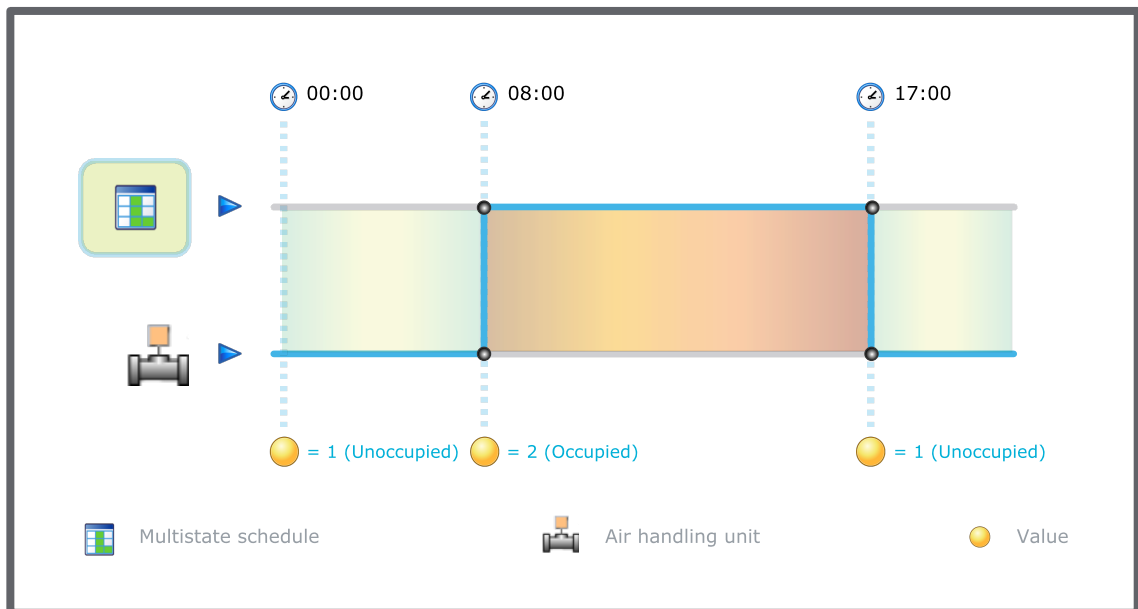 00:00 08:00 17:00
= 1 (Unoccupied) = 2 (Occupied) = 1 (Unoccupied)
Multistate schedule Air handling unit Value